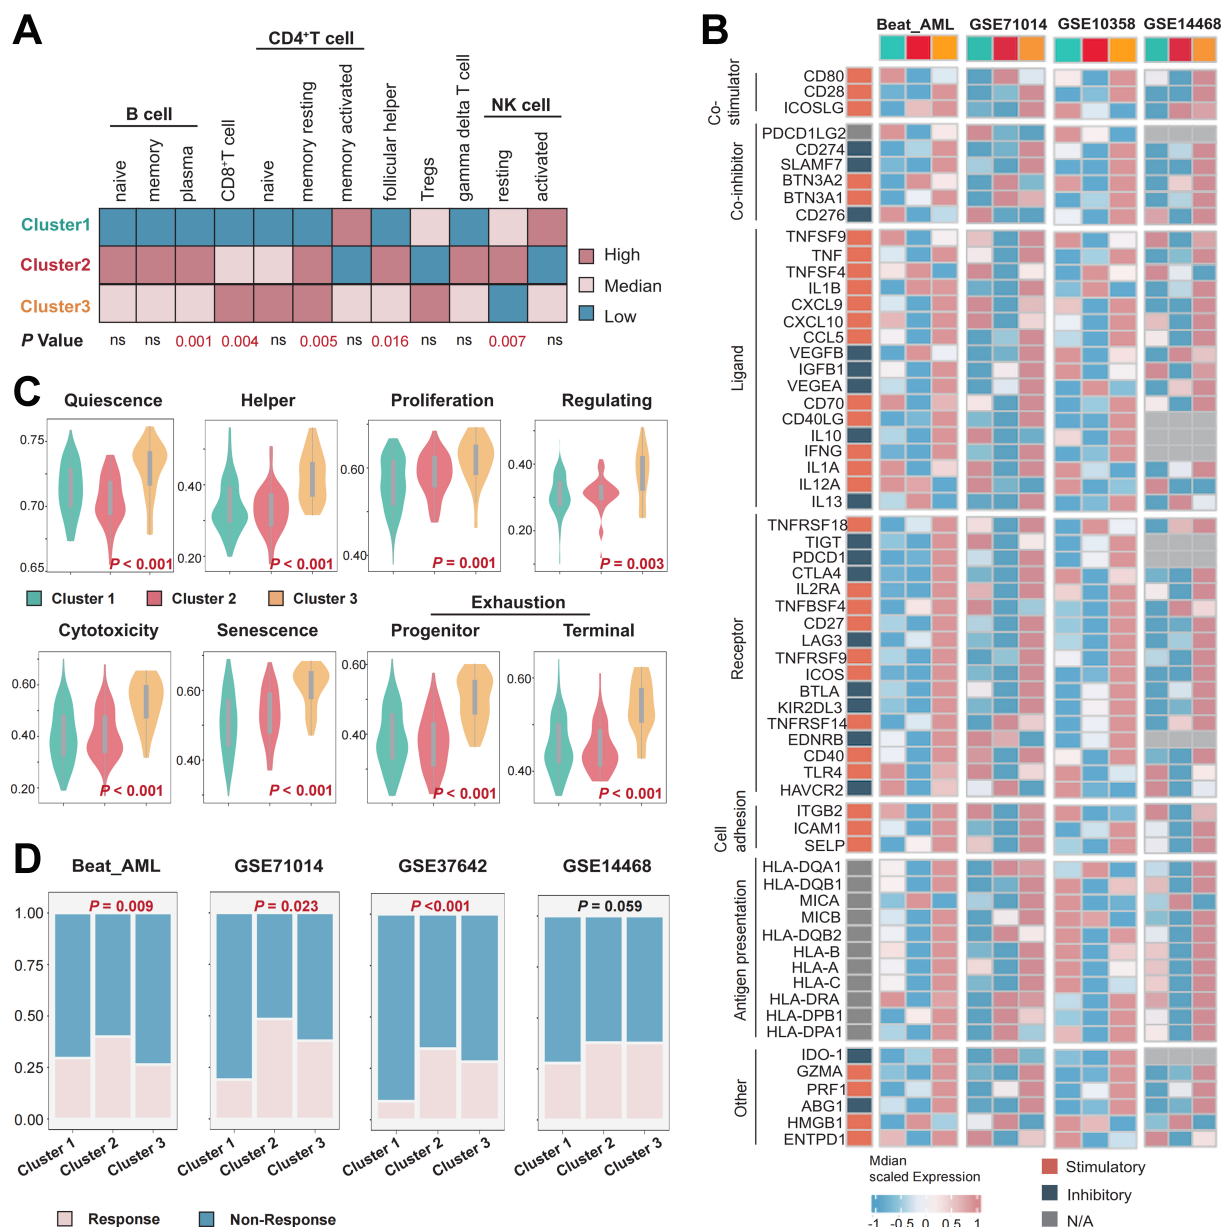 A
CD4+T cell
B cell
NK cell
naive
memory
plasma
CD8+T cell
naive
memory resting
memory activated
follicular helper
Tregs
gamma delta T cell
resting
activated
Cluster1
Cluster2
Cluster3
High
Median
Low
P Value
ns
ns
0.001
0.004
ns
0.005
ns
0.016
ns
ns
0.007
ns
B
Beat_AML
GSE71014
GSE10358
GSE14468
Co-
stimulator
CD80
CD28
ICOSLG
Co-inhibitor
PDCD1LG2
CD274
SLAMF7
BTN3A2
BTN3A1
CD276
Ligand
TNFSF9
TNF
TNFSF4
IL1B
CXCL9
CXCL10
CCL5
VEGFB
IGFB1
VEGEA
CD70
CD40LG
IL10
IFNG
IL1A
IL12A
IL13
Receptor
TNFRSF18
TIGT
PDCD1
CTLA4
IL2RA
TNFBSF4
CD27
LAG3
TNFRSF9
ICOS
BTLA
KIR2DL3
TNFRSF14
EDNRB
CD40
TLR4
HAVCR2
Cell
adhesion
ITGB2
ICAM1
SELP
Antigen presentation
HLA-DQA1
HLA-DQB1
MICA
MICB
HLA-DQB2
HLA-B
HLA-A
HLA-C
HLA-DRA
HLA-DPB1
HLA-DPA1
Other
IDO-1
GZMA
PRF1
ABG1
HMGB1
ENTPD1
Mdian
scaled Expression
-1 -0.5 0 0.5 1
Stimulatory
Inhibitory
N/A
C
Quiescence
0.75
0.70
0.65
P < 0.001
Helper
0.40
0.20
P < 0.001
Proliferation
0.60
0.40
P = 0.001
Regulating
0.40
0.20
P = 0.003
Cluster 1
Cluster 2
Cluster 3
Exhaustion
Cytotoxicity
0.60
0.40
0.20
P < 0.001
Senescence
0.60
0.40
P < 0.001
Progenitor
0.60
0.40
P < 0.001
Terminal
0.60
0.40
P < 0.001
D
Beat_AML
GSE71014
GSE37642
GSE14468
P = 0.009
P = 0.023
P <0.001
P = 0.059
1.00
0.75
0.50
0.25
0.00
Cluster 1
Cluster 2
Cluster 3
Cluster 1
Cluster 2
Cluster 3
Cluster 1
Cluster 2
Cluster 3
Cluster 1
Cluster 2
Cluster 3
Response
Non-Response